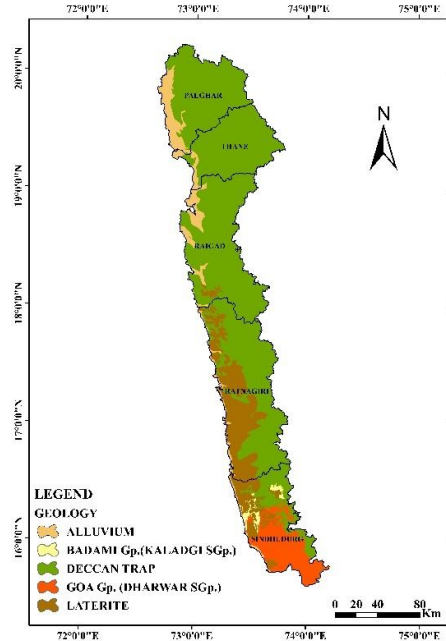 72°0'0"E 73°0'0"E 74°0'0"E 75°0'0"E
20°0'0"N
19°0'0"N
18°0'0"N
17°0'0"N
16°0'0"N
N
PALGHAR
THANE
RAIGAD
RATNAGIRI
SINDHUDURG
LEGEND
GEOLOGY
ALLUVIUM
BADAMI Gp.(KALADGI SGp.)
DECCAN TRAP
GOA Gp. (DHARWAR SGp.)
LATERITE
0 20 40 80
Km
72°0'0"E 73°0'0"E 74°0'0"E 75°0'0"E